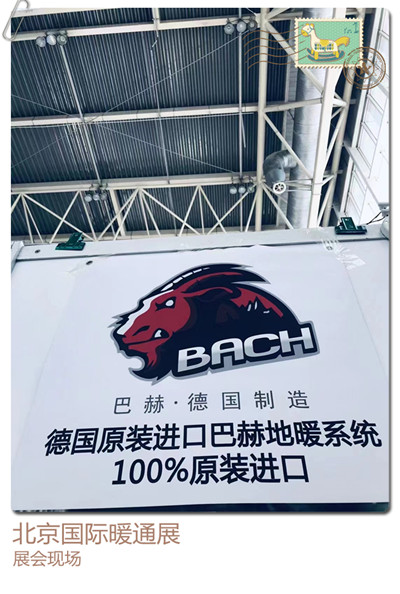 BACH
巴赫·德国制造
德国原装进口巴赫地暖系统
100%原装进口
北京国际暖通展
展会现场